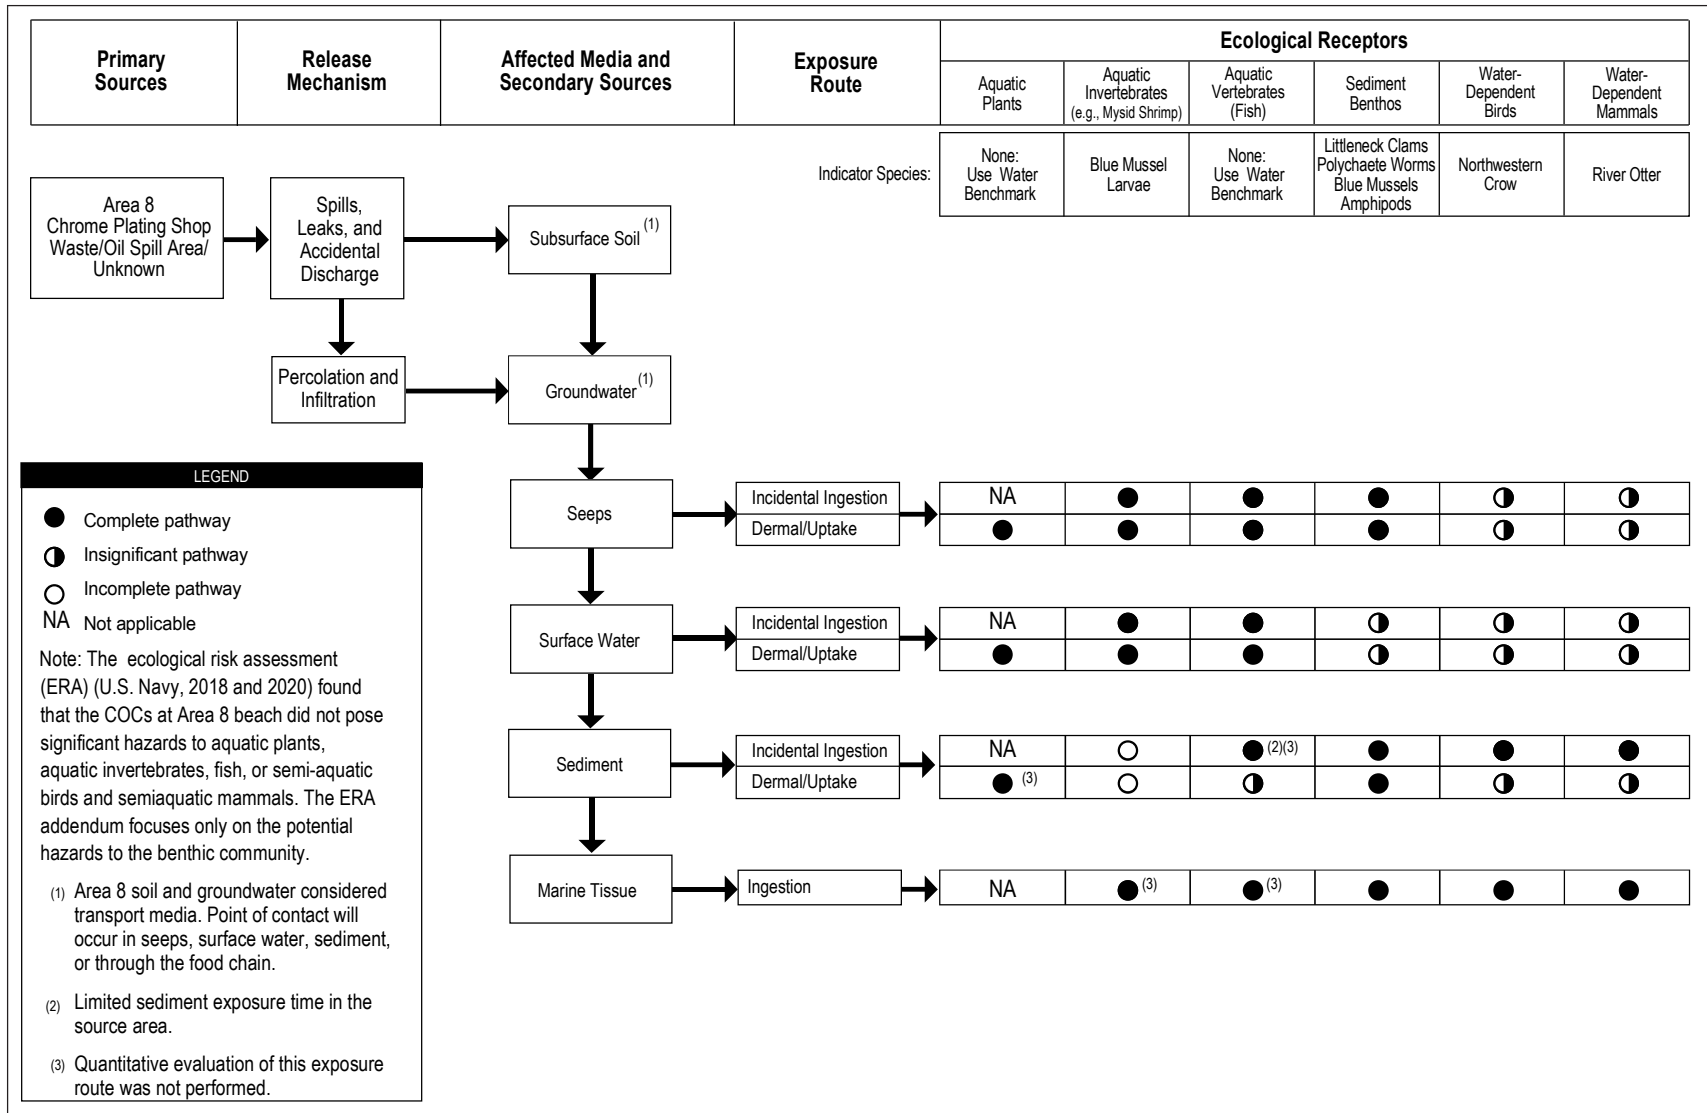 Primary
Sources
Release
Mechanism
Affected Media and
Secondary Sources
Exposure
Route
Ecological Receptors
Aquatic
Plants
Aquatic
Invertebrates
(e.g., Mysid Shrimp)
Aquatic
Vertebrates
(Fish)
Sediment
Benthos
Water-
Dependent
Birds
Water-
Dependent
Mammals
Indicator Species:
None:
Use Water
Benchmark
Blue Mussel
Larvae
None:
Use Water
Benchmark
Littleneck Clams
Polychaete Worms
Blue Mussels
Amphipods
Northwestern
Crow
River Otter
Area 8
Chrome Plating Shop
Waste/Oil Spill Area/
Unknown
Spills,
Leaks, and
Accidental
Discharge
Subsurface Soil (1)
Percolation and
Infiltration
Groundwater (1)
Seeps
Incidental Ingestion
NA
Dermal/Uptake
Surface Water
Incidental Ingestion
NA
Dermal/Uptake
Sediment
Incidental Ingestion
NA
(2)(3)
Dermal/Uptake
(3)
Marine Tissue
Ingestion
NA
(3)
(3)
LEGEND
Complete pathway
Insignificant pathway
Incomplete pathway
NA Not applicable
Note: The ecological risk assessment
(ERA) (U.S. Navy, 2018 and 2020) found
that the COCs at Area 8 beach did not pose
significant hazards to aquatic plants,
aquatic invertebrates, fish, or semi-aquatic
birds and semiaquatic mammals. The ERA
addendum focuses only on the potential
hazards to the benthic community.
(1) Area 8 soil and groundwater considered
transport media. Point of contact will
occur in seeps, surface water, sediment,
or through the food chain.
(2) Limited sediment exposure time in the
source area.
(3) Quantitative evaluation of this exposure
route was not performed.